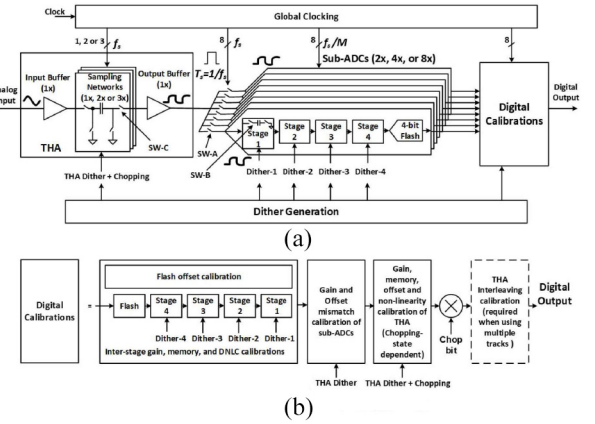 Clock
Global Clocking
1, 2 or 3
fs
8
fs
8
fs/M
8
Ts=1/fs
Sub-ADCs (2x, 4x, or 8x)
Input Buffer
(1x)
Sampling
Networks
(1x, 2x or 3x)
Output Buffer
(1x)
Analog
Input
THA
SW-C
SW-A
SW-B
Stage
1
Stage
2
Stage
3
Stage
4
4-bit
Flash
Digital
Calibrations
Digital
Output
Dither-1
Dither-2
Dither-3
Dither-4
THA Dither + Chopping
Dither Generation
(a)
Digital
Calibrations
=
Flash offset calibration
Flash
Stage
4
Stage
3
Stage
2
Stage
1
Dither-4
Dither-3
Dither-2
Dither-1
Inter-stage gain, memory, and DNLC calibrations
Gain and
Offset
mismatch
calibration of
sub-ADCs
THA Dither
Gain,
memory,
offset and
non-linearity
calibration of
THA
(Chopping-
state
dependent)
THA Dither + Chopping
Chop
bit
THA
Interleaving
calibration
(required
when using
multiple
tracks )
Digital
Output
(b)